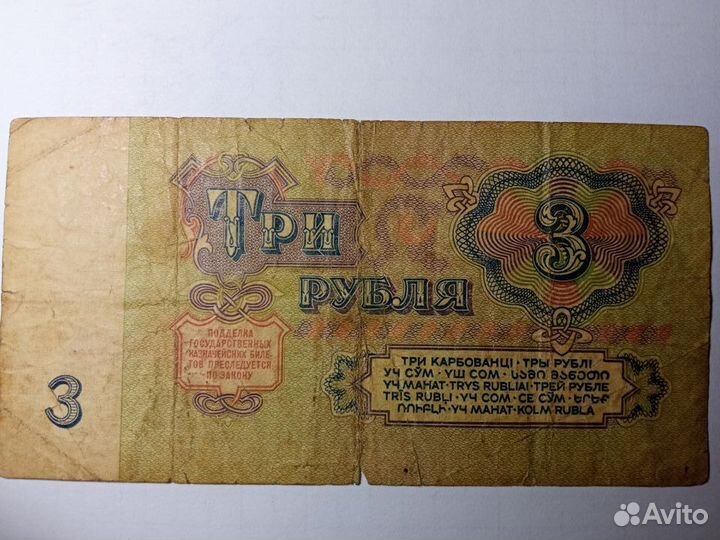 ТРИ
РУБЛЯ
3
ПОДДЕЛКА
ГОСУДАРСТВЕННЫХ
КАЗНАЧЕЙСКИХ БИЛЕ-
ТОВ ПРЕСЛЕДУЕТСЯ
ПО ЗАКОНУ
3
ТРИ КАРБОВАНЦІ · ТРЫ РУБЛІ
УЧ СЎМ · ҮШ СОМ · ᲡᲐᲛᲘ ᲛᲐᲜᲔᲗᲘ
ҮЧ МАНАТ · TRYS RUBLIAI · ТРЕЙ РУБЛЕ
TRĪS RUBĻI · ҮЧ СОМ · СЕ СӮМ · ԵՐԵՔ
ՌՈՒԲԼԻ · ҮЧ МАНАТ · KOLM RUBLA
Avito